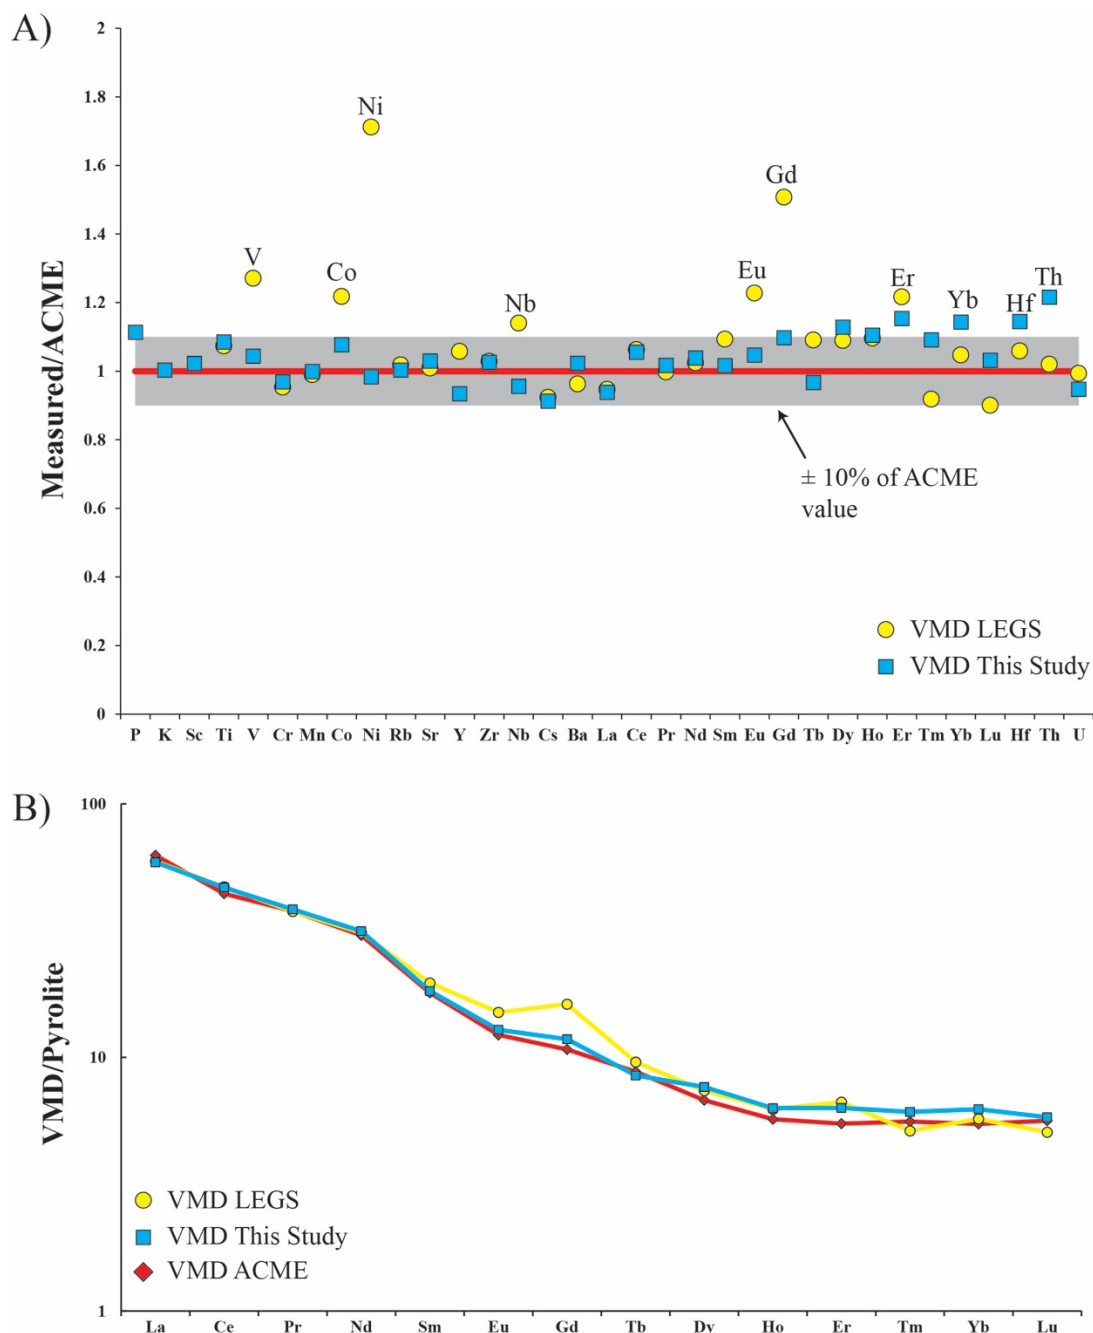 A)
2
1.8
1.6
1.4
1.2
1
0.8
0.6
0.4
0.2
0
Measured/ACME
Ni
Gd
V
Co
Eu
Er
Th
Nb
Yb
Hf
± 10% of ACME
value
VMD LEGS
VMD This Study
P K Sc Ti V Cr Mn Co Ni Rb Sr Y Zr Nb Cs Ba La Ce Pr Nd Sm Eu Gd Tb Dy Ho Er Tm Yb Lu Hf Th U
B)
100
10
1
VMD/Pyrolite
VMD LEGS
VMD This Study
VMD ACME
La Ce Pr Nd Sm Eu Gd Tb Dy Ho Er Tm Yb Lu